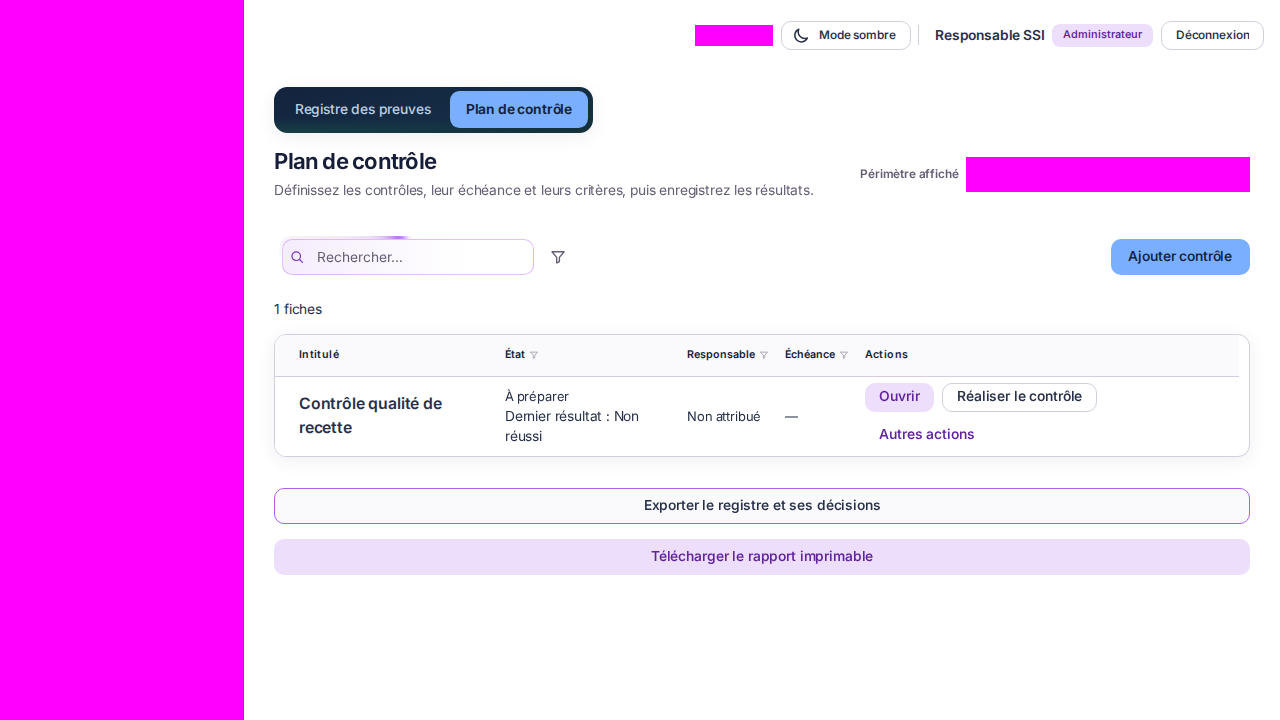 Mode sombre
Responsable SSI
Administrateur
Déconnexion
Registre des preuves
Plan de contrôle
Plan de contrôle
Définissez les contrôles, leur échéance et leurs critères, puis enregistrez les résultats.
Périmètre affiché
Rechercher...
Ajouter contrôle
1 fiches
Intitulé
État
Responsable
Échéance
Actions
Contrôle qualité de
recette
À préparer
Dernier résultat : Non
réussi
Non attribué
—
Ouvrir
Réaliser le contrôle
Autres actions
Exporter le registre et ses décisions
Télécharger le rapport imprimable